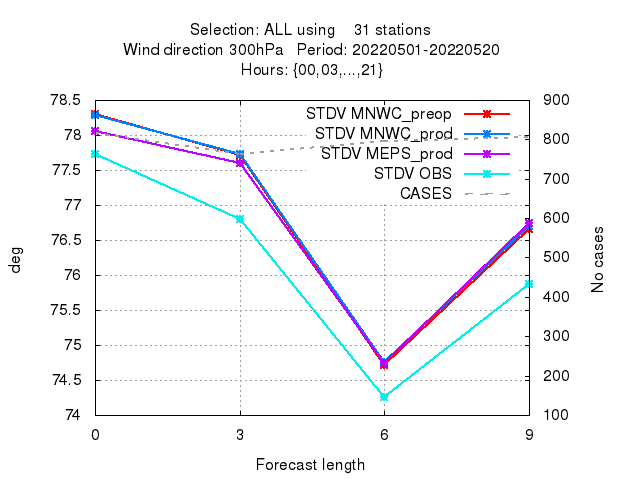 Selection: ALL using    31 stations
Wind direction 300hPa   Period: 20220501-20220520
Hours: {00,03,...,21}
78.5
78
77.5
77
76.5
76
75.5
75
74.5
74
deg
STDV MNWC_preop
STDV MNWC_prod
STDV MEPS_prod
STDV OBS
CASES
900
800
700
600
500
400
300
200
100
No cases
0
3
6
9
Forecast length